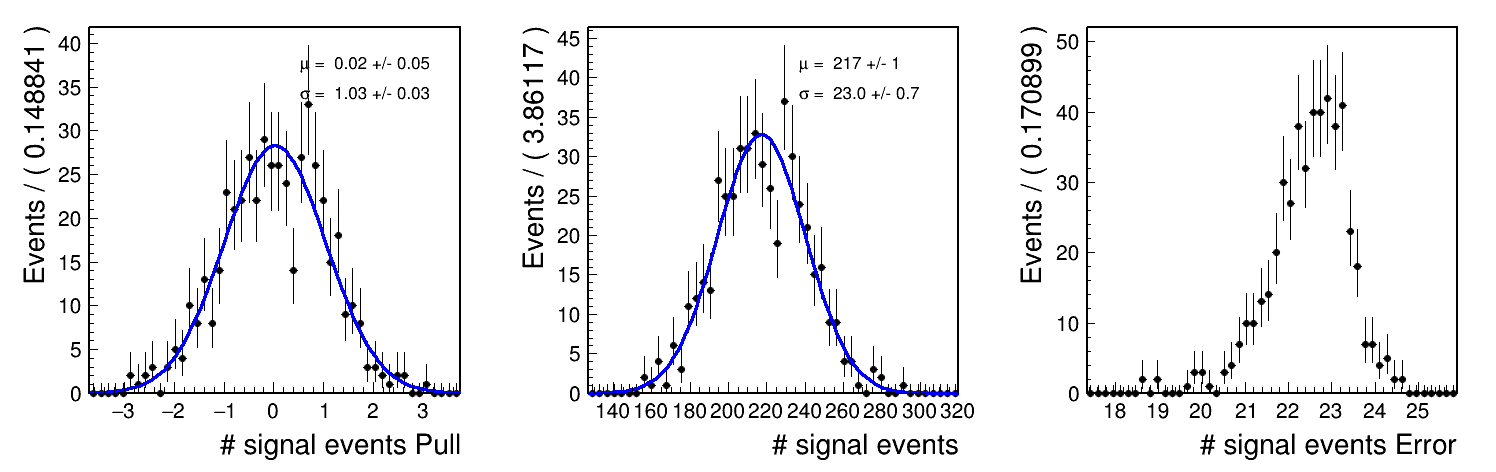 Events / ( 0.148841 )
40
35
30
25
20
15
10
5
0
μ = 0.02 +/- 0.05
σ = 1.03 +/- 0.03
−3 −2 −1 0 1 2 3
# signal events Pull
Events / ( 3.86117 )
45
40
35
30
25
20
15
10
5
0
μ = 217 +/- 1
σ = 23.0 +/- 0.7
140 160 180 200 220 240 260 280 300 320
# signal events
Events / ( 0.170899 )
50
40
30
20
10
0
18 19 20 21 22 23 24 25
# signal events Error